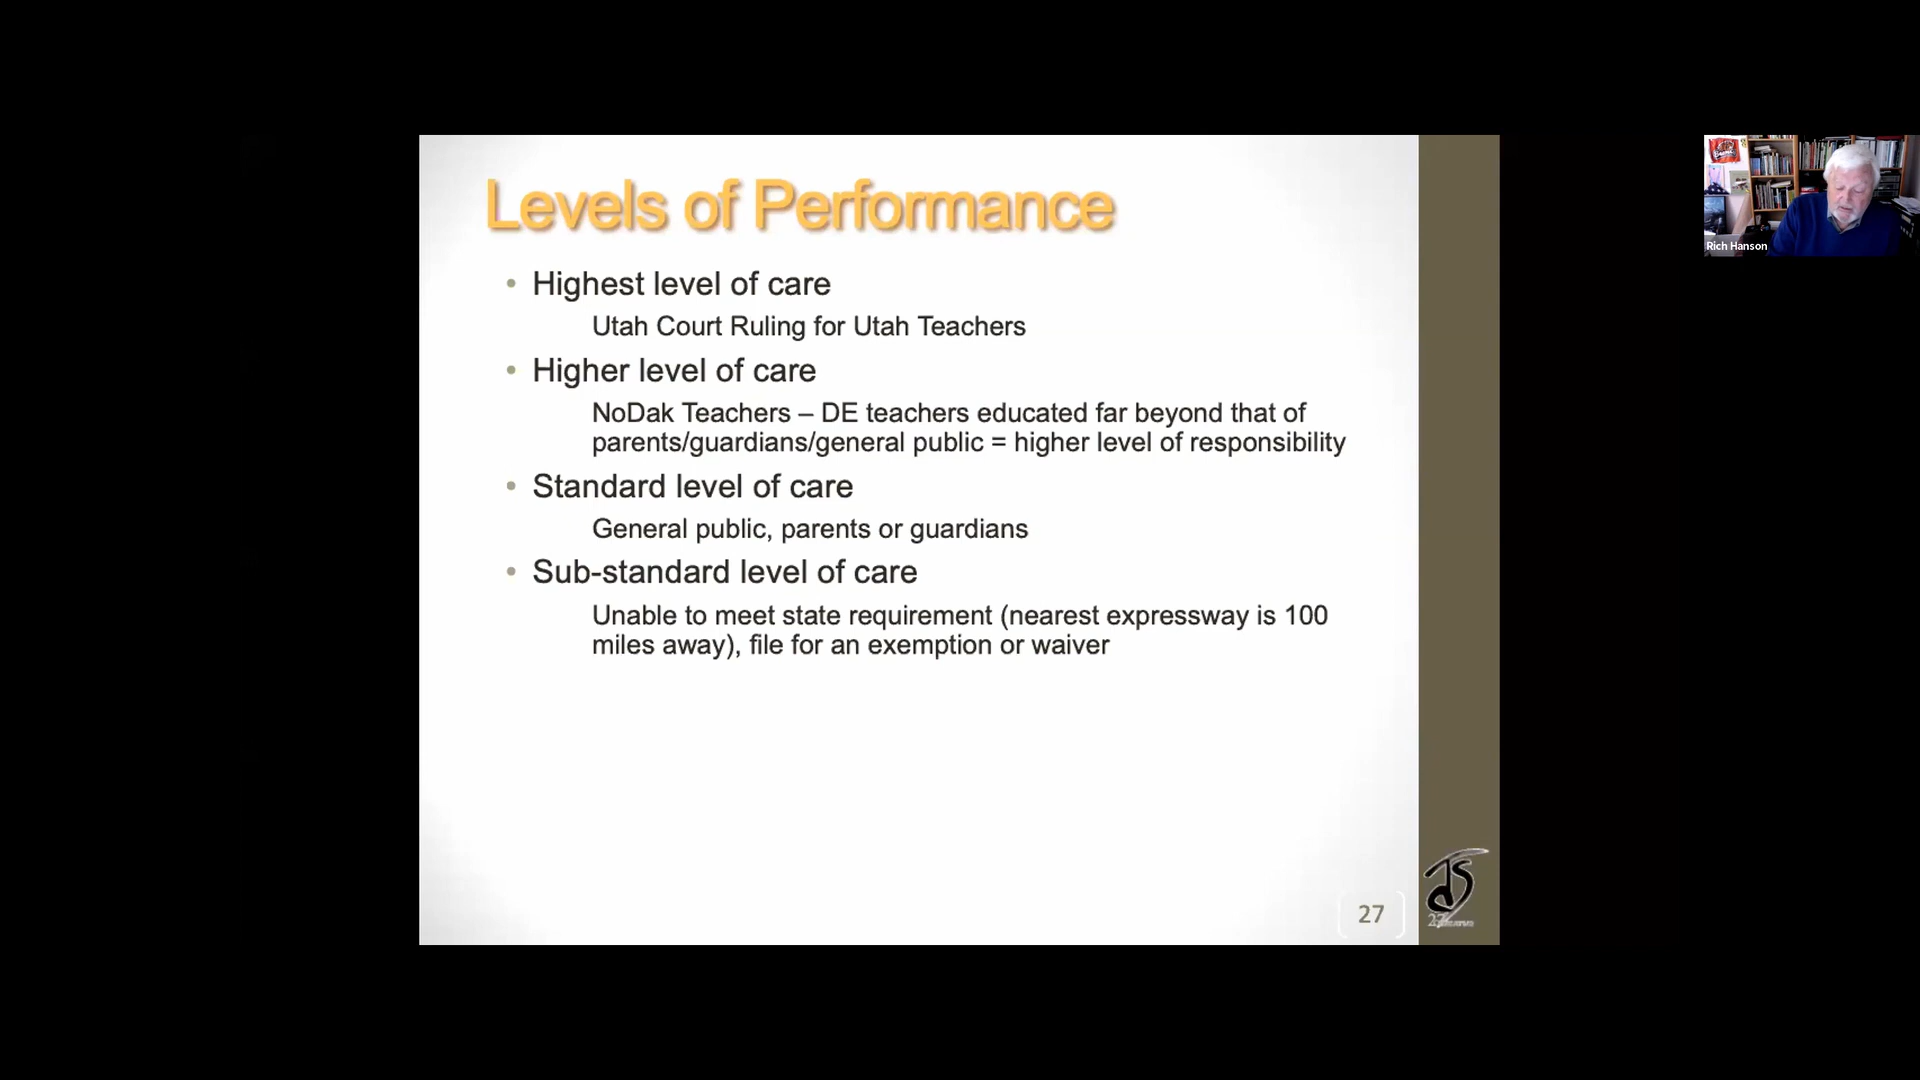 Levels of Performance
• Highest level of care
Utah Court Ruling for Utah Teachers
• Higher level of care
NoDak Teachers – DE teachers educated far beyond that of
parents/guardians/general public = higher level of responsibility
• Standard level of care
General public, parents or guardians
• Sub-standard level of care
Unable to meet state requirement (nearest expressway is 100
miles away), file for an exemption or waiver
27
Rich Hanson